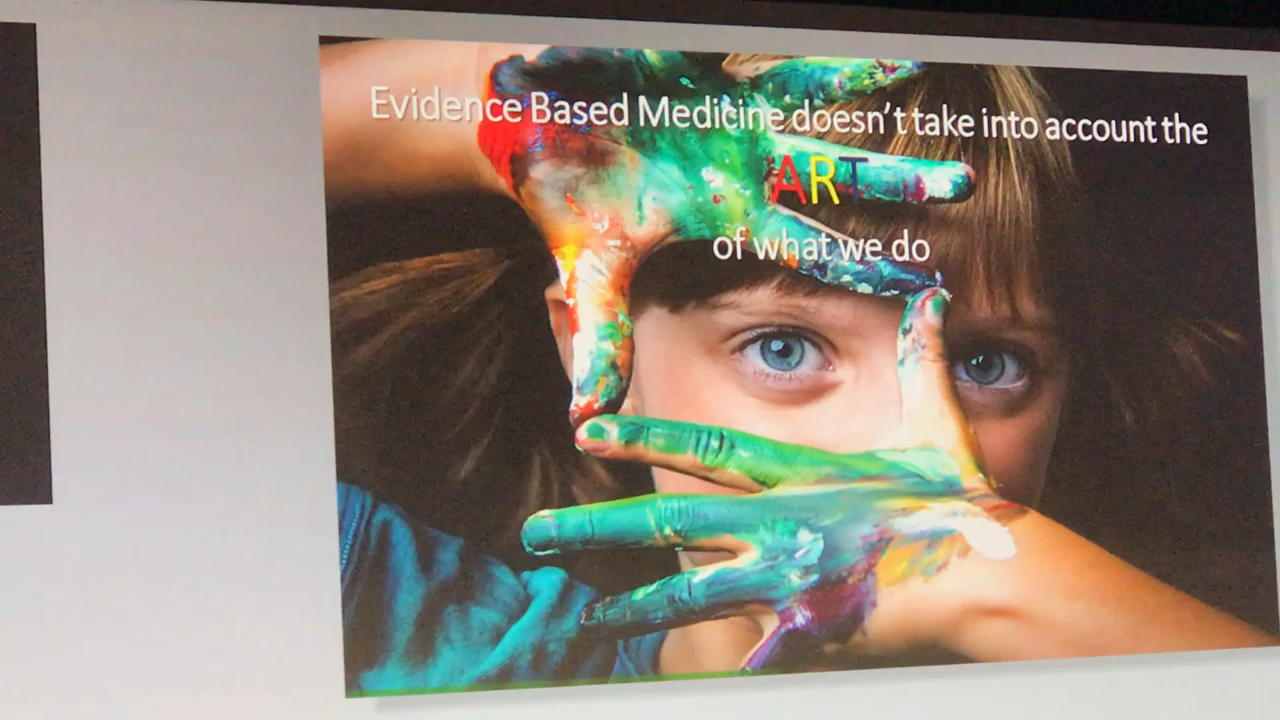 Evidence Based Medicine doesn't take into account the
ART
of what we do